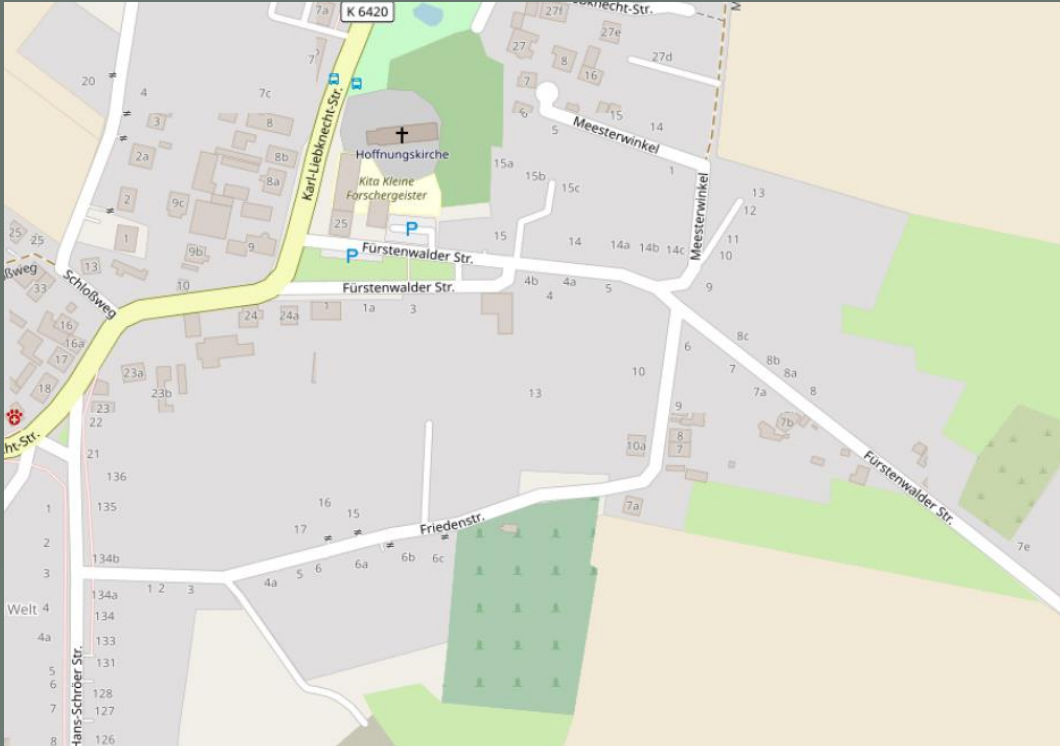 7a
K 6420
27f
Liebknecht-Str.
27e
27
8
27d
7
16
7
20
4
7c
3
8
6
15
14
5
Meesterwinkel
Karl-Liebknecht-Str.
Hoffnungskirche
2a
8b
8a
15a
15b
15c
1
Kita Kleine
Forschergeister
2
9c
25
P
15
14
14a
14b
14c
Meesterwinkel
13
12
11
10
25
25
1
9b
9
P
Fürstenwalder Str.
ßweg
13
Schloßweg
33
10
Fürstenwalder Str.
4b
4a
4
5
9
24
24a
1
1a
3
16
16a
17
18
23a
23b
23
22
6
7
8c
8b
8a
8
7a
7b
10
13
9
ht-Str.
21
10a
8
7
136
135
16
15
17
Friedenstr.
7a
Fürstenwalder Str.
7e
1
2
3
134b
1
2
3
4a
5
6
6a
6b
6c
134a
Welt
4
134
4a
133
131
5
6
128
7
127
8
126
Hans-Schröer Str.